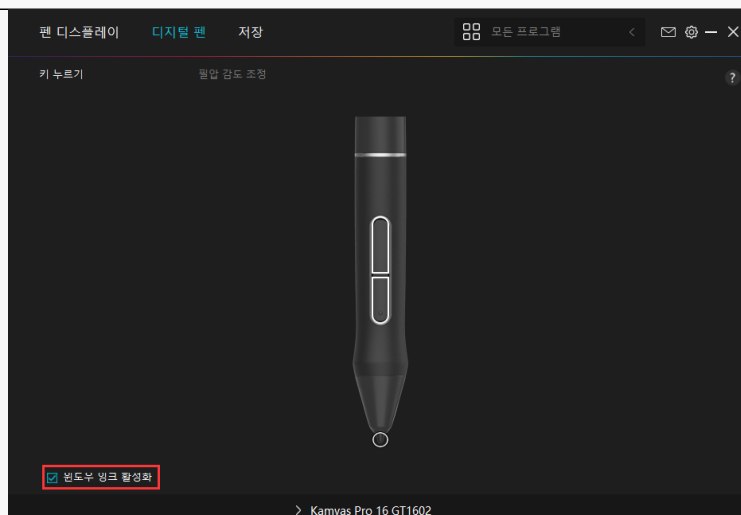 펜 디스플레이 디지털 펜 저장 모든 프로그램
키 누르기 필압 감도 조정
?
윈도우 잉크 활성화
Kamvas Pro 16 GT1602